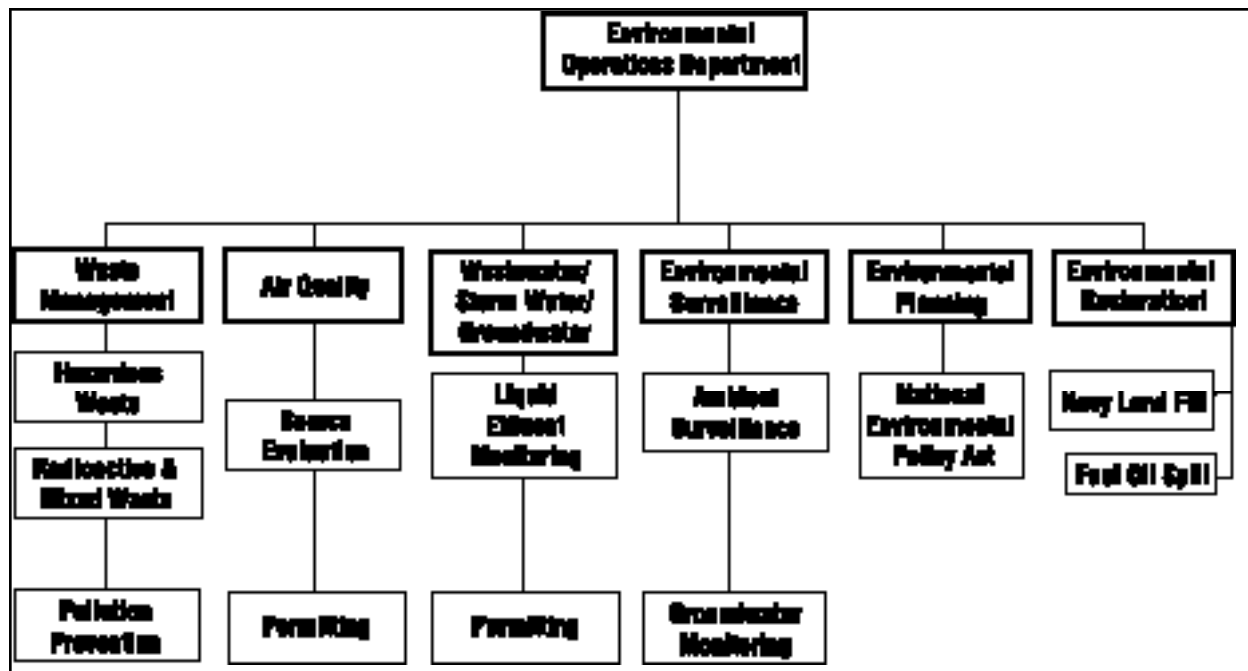 Environmental
Operations Department
Waste
Management
Air Quality
Wastewater/
Storm Water/
Groundwater
Environmental
Surveillance
Environmental
Planning
Environmental
Restoration
Hazardous
Waste
Radioactive &
Mixed Waste
Pollution
Prevention
Source
Evaluation
Permitting
Liquid
Effluent
Monitoring
Permitting
Ambient
Surveillance
Groundwater
Monitoring
National
Environmental
Policy Act
Navy Land Fill
Fuel Oil Spill